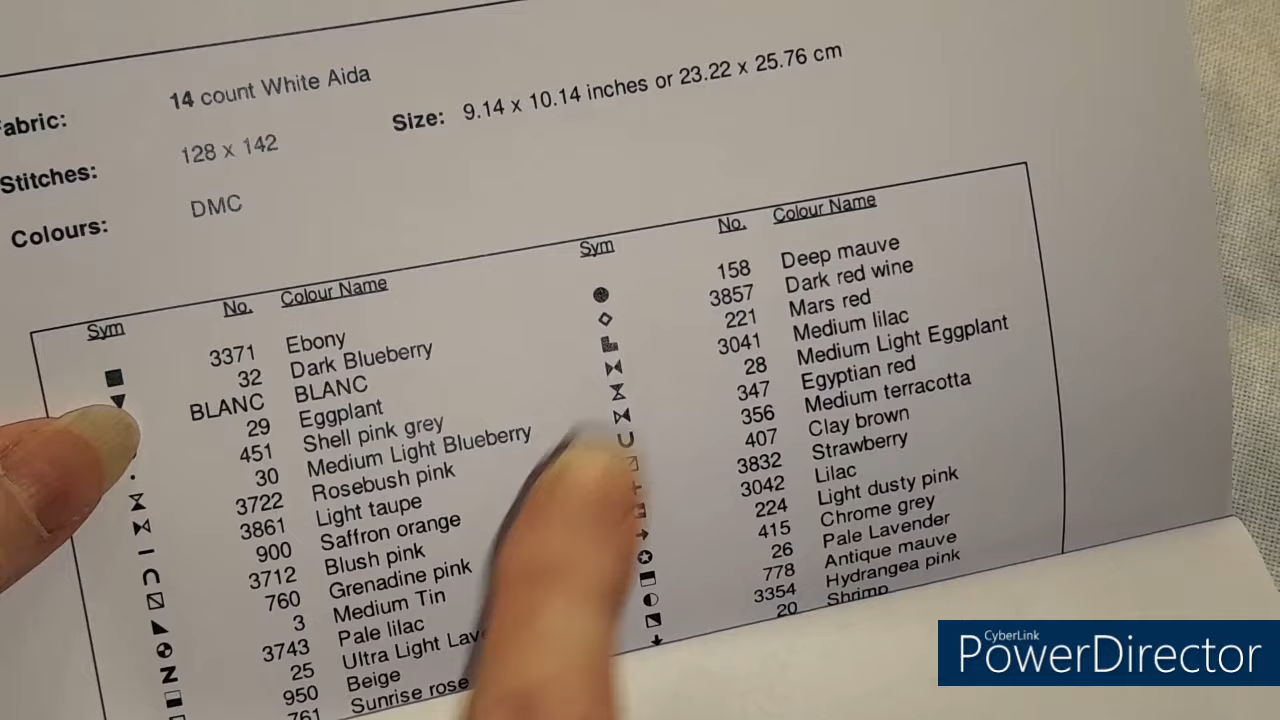 Fabric: 14 count White Aida
Stitches: 128 x 142
Size: 9.14 x 10.14 inches or 23.22 x 25.76 cm
Colours: DMC
Sym No. Colour Name
3371 Ebony
32 Dark Blueberry
BLANC BLANC
29 Eggplant
451 Shell pink grey
30 Medium Light Blueberry
3722 Rosebush pink
3861 Light taupe
900 Saffron orange
3712 Blush pink
760 Grenadine pink
3 Medium Tin
3743 Pale lilac
25 Ultra Light
950 Beige
761 Sunrise rose
Sym No. Colour Name
158 Deep mauve
3857 Dark red wine
221 Mars red
3041 Medium lilac
28 Medium Light Eggplant
347 Egyptian red
356 Medium terracotta
407 Clay brown
3832 Strawberry
3042 Lilac
224 Light dusty pink
415 Chrome grey
26 Pale Lavender
778 Antique mauve
3354 Hydrangea pink
20 Shrimp
CyberLink
PowerDirector